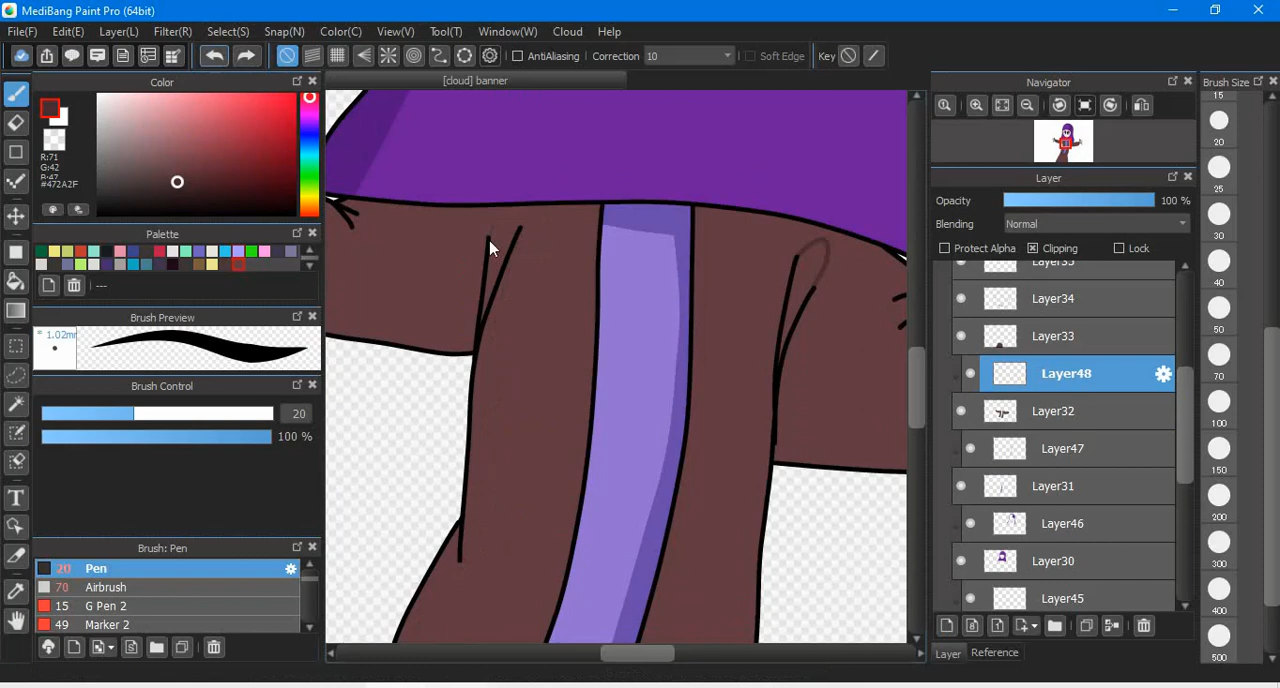 MediBang Paint Pro (64bit)
File(F) Edit(E) Layer(L) Filter(R) Select(S) Snap(N) Color(C) View(V) Tool(T) Window(W) Cloud Help
AntiAliasing Correction 10 Soft Edge Key
Color
[cloud] banner
Navigator
Brush Size
R:71
G:42
B:47
#472A2F
Palette
---
Brush Preview
* 1.02mm
Brush Control
20
100 %
Brush: Pen
20 Pen
70 Airbrush
15 G Pen 2
49 Marker 2
Layer
Opacity 100 %
Blending Normal
Protect Alpha Clipping Lock
Layer35
Layer34
Layer33
Layer48
Layer32
Layer47
Layer31
Layer46
Layer30
Layer45
Layer Reference
15
20
25
30
40
50
70
100
150
200
300
400
500